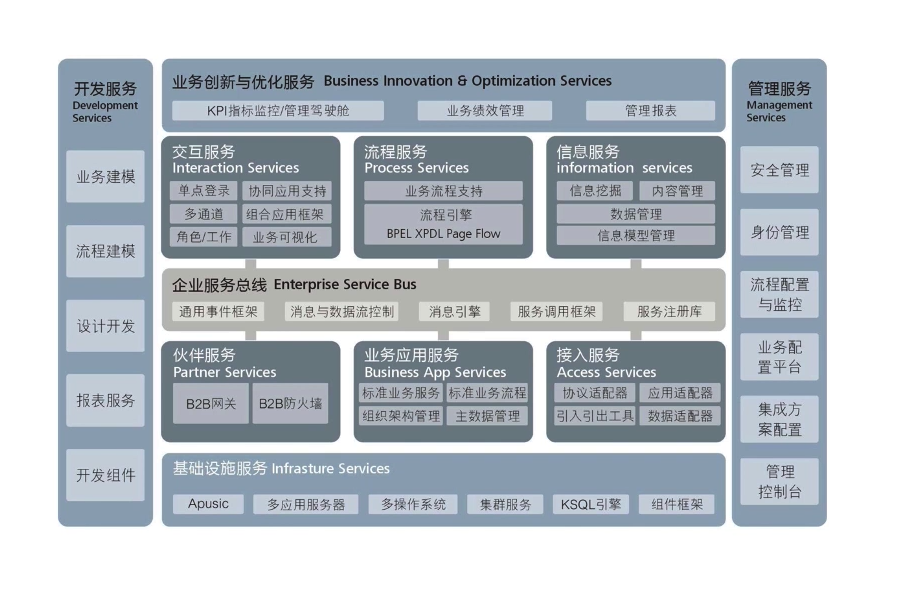 开发服务
Development
Services
业务建模
流程建模
设计开发
报表服务
开发组件
业务创新与优化服务 Business Innovation & Optimization Services
KPI指标监控/管理驾驶舱
业务绩效管理
管理报表
交互服务
Interaction Services
单点登录
协同应用支持
多通道
组合应用框架
角色/工作
业务可视化
流程服务
Process Services
业务流程支持
流程引擎
BPEL XPDL Page Flow
信息服务
information services
信息挖掘
内容管理
数据管理
信息模型管理
企业服务总线 Enterprise Service Bus
通用事件框架
消息与数据流控制
消息引擎
服务调用框架
服务注册库
伙伴服务
Partner Services
B2B网关
B2B防火墙
业务应用服务
Business App Services
标准业务服务
标准业务流程
组织架构管理
主数据管理
接入服务
Access Services
协议适配器
应用适配器
引入引出工具
数据适配器
基础设施服务 Infrasture Services
Apusic
多应用服务器
多操作系统
集群服务
KSQL引擎
组件框架
管理服务
Management
Services
安全管理
身份管理
流程配置
与监控
业务配
置平台
集成方
案配置
管理
控制台